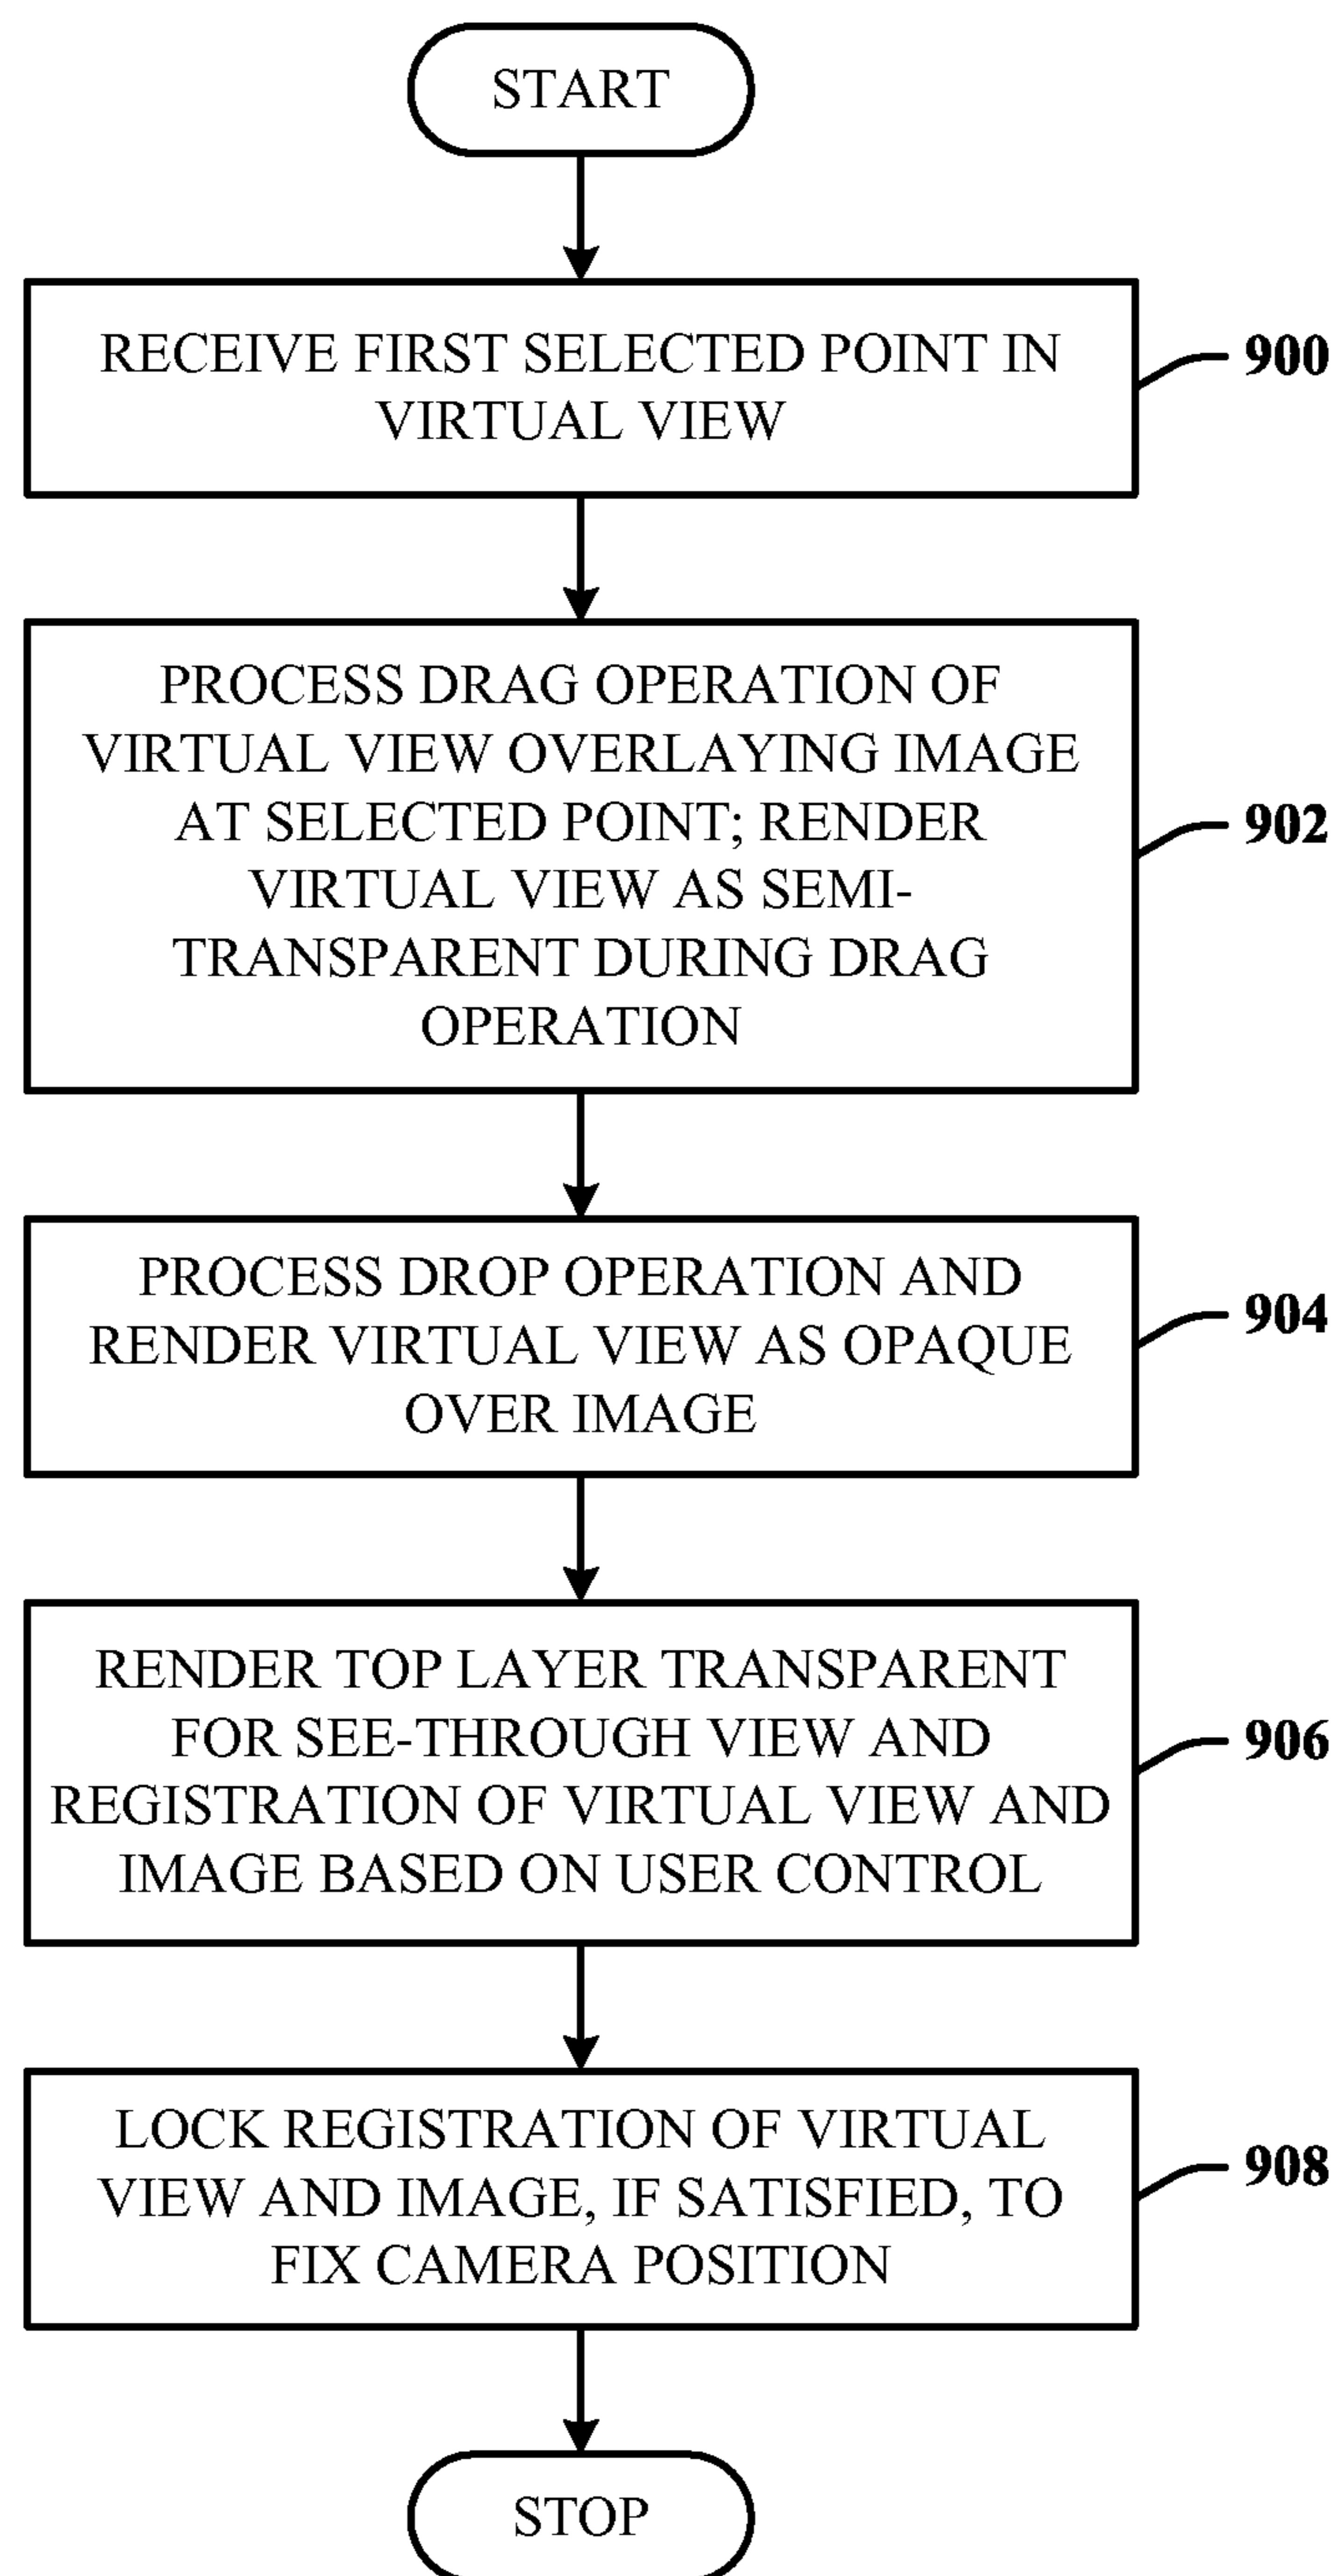 START
RECEIVE FIRST SELECTED POINT IN
VIRTUAL VIEW
900
PROCESS DRAG OPERATION OF
VIRTUAL VIEW OVERLAYING IMAGE
AT SELECTED POINT; RENDER
VIRTUAL VIEW AS SEMI-
TRANSPARENT DURING DRAG
OPERATION
902
PROCESS DROP OPERATION AND
RENDER VIRTUAL VIEW AS OPAQUE
OVER IMAGE
904
RENDER TOP LAYER TRANSPARENT
FOR SEE-THROUGH VIEW AND
REGISTRATION OF VIRTUAL VIEW AND
IMAGE BASED ON USER CONTROL
906
LOCK REGISTRATION OF VIRTUAL
VIEW AND IMAGE, IF SATISFIED, TO
FIX CAMERA POSITION
908
STOP